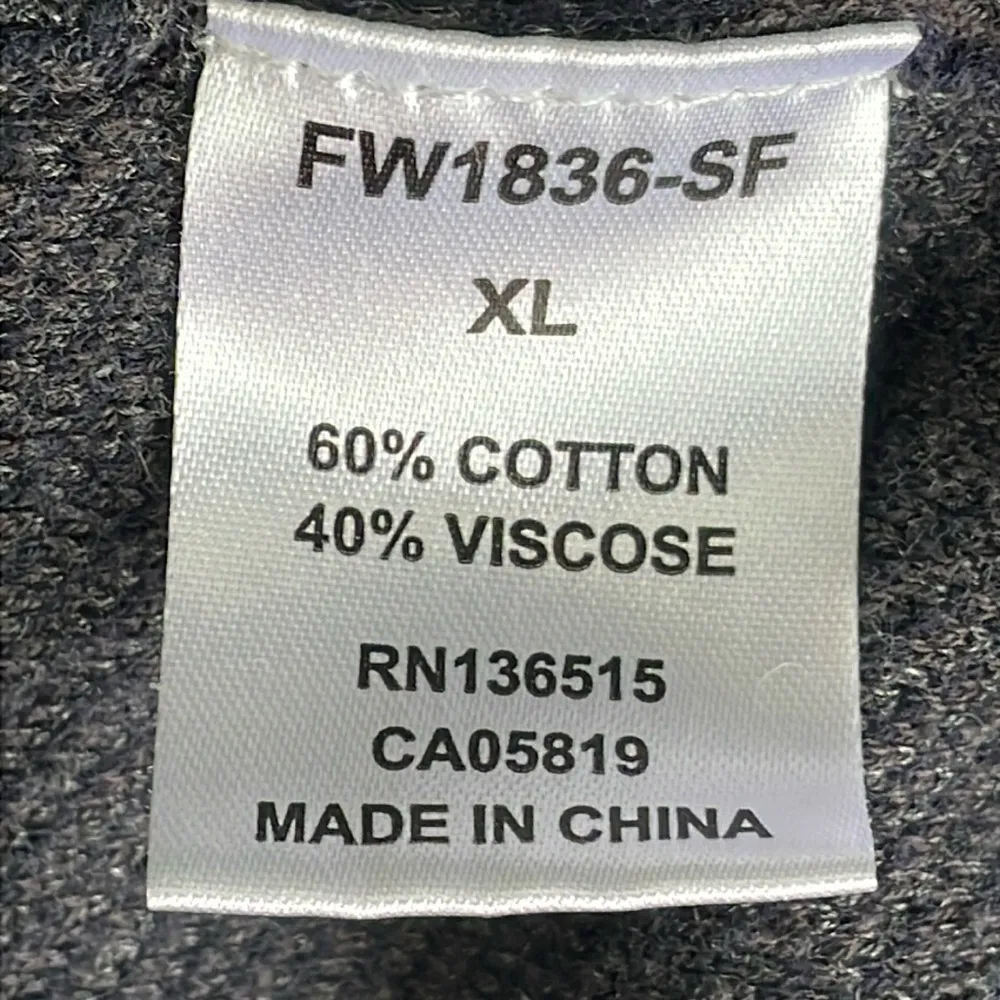 FW1836-SF
XL
60% COTTON
40% VISCOSE
RN136515
CA05819
MADE IN CHINA